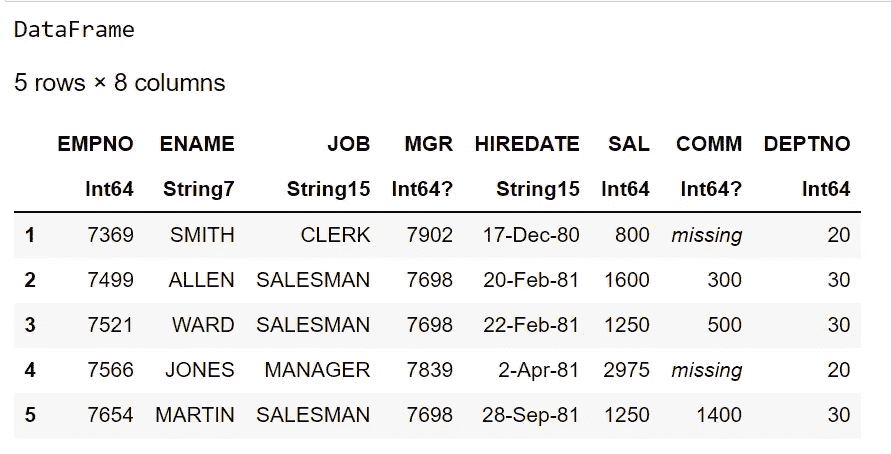 DataFrame
5 rows × 8 columns
EMPNO ENAME JOB MGR HIREDATE SAL COMM DEPTNO
Int64 String7 String15 Int64? String15 Int64 Int64? Int64
1 7369 SMITH CLERK 7902 17-Dec-80 800 missing 20
2 7499 ALLEN SALESMAN 7698 20-Feb-81 1600 300 30
3 7521 WARD SALESMAN 7698 22-Feb-81 1250 500 30
4 7566 JONES MANAGER 7839 2-Apr-81 2975 missing 20
5 7654 MARTIN SALESMAN 7698 28-Sep-81 1250 1400 30